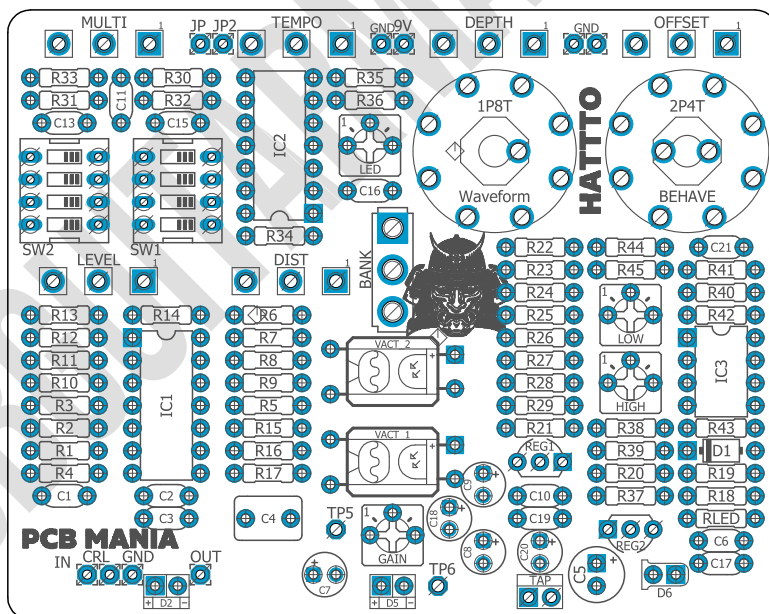 MULTI 1 JP JP2 TEMPO 1 GND 9V DEPTH 1 GND OFFSET 1
R33 R30 R35
R31 C11 R32 R36
C13 C15 IC2 1 LED
1P8T 2P4T
C16
Waveform HATTTO BEHAVE
SW2 SW1 R34
BANK
R22 R44 C21
LEVEL 1 DIST 1 R23 R45 R41
R24 R40
R13 R14 R6 R25 1 LOW R42
R12 R7 VACT_2 R26
R11 R8 R27
R10 IC1 R9 R28 1 HIGH IC3
R3 R5 R29
R2 R15 VACT_1 R21 R38 R43
R1 R16 REG1 R39 D1
R4 R17 C9 R20 R19
C1 C2 C10 R37 R18
C3 C4 TP5 1 GAIN C18 C19 RLED
PCB MANIA C8 C20 REG2 C6
IN CRL GND OUT C7 TP6 C5 C17
+ D2 - + D5 - TAP D6